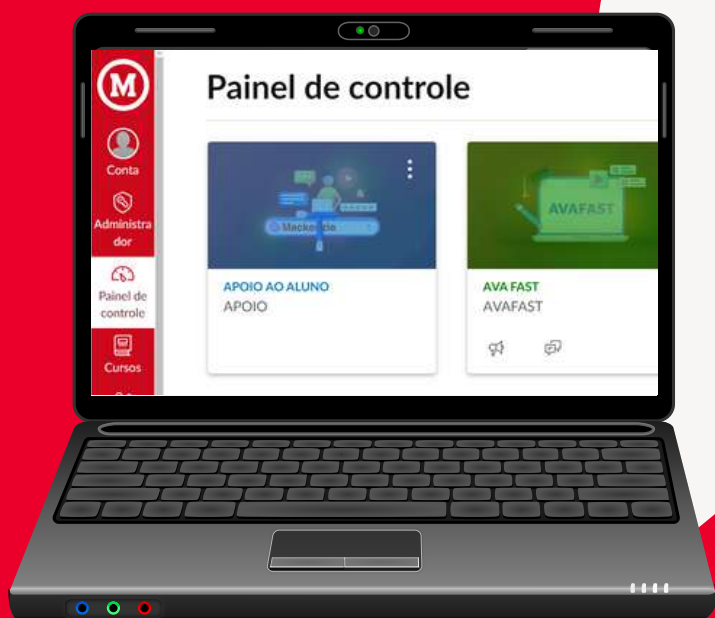 M
Painel de controle
Conta
Administra
dor
Painel de
controle
Cursos
Mackenzie
APOIO AO ALUNO
APOIO
AVAFAST
AVA FAST
AVAFAST